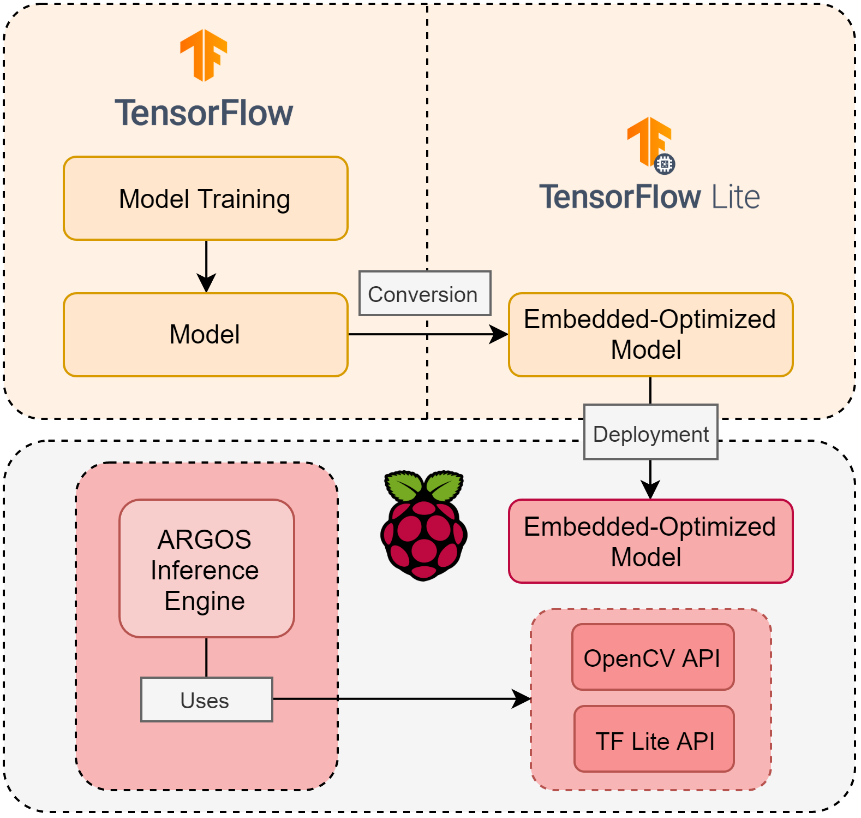 TensorFlow
TensorFlow Lite
Model Training
Conversion
Model
Embedded-Optimized
Model
Deployment
ARGOS
Inference
Engine
Embedded-Optimized
Model
Uses
OpenCV API
TF Lite API